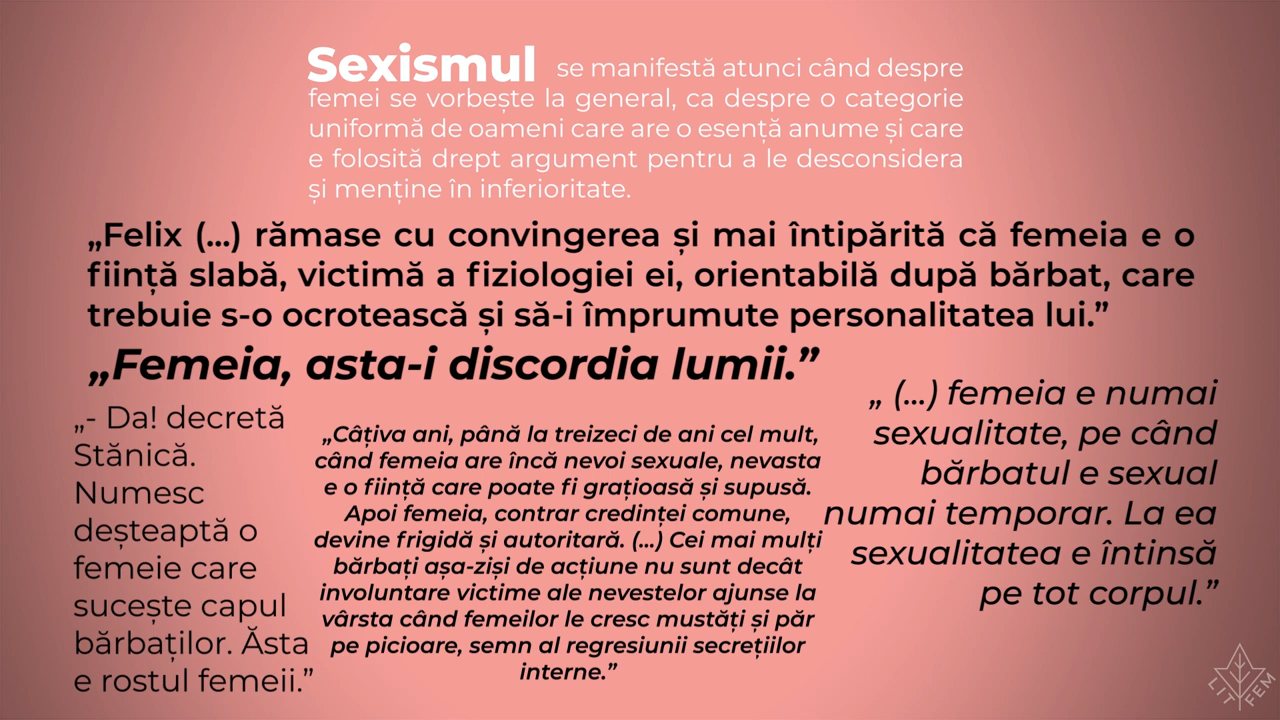 Sexismul se manifestă atunci când despre
femei se vorbește la general, ca despre o categorie
uniformă de oameni care are o esență anume și care
e folosită drept argument pentru a le desconsidera
și menține în inferioritate.
„Felix (...) rămase cu convingerea și mai întipărită că femeia e o
ființă slabă, victimă a fiziologiei ei, orientabilă după bărbat, care
trebuie s-o ocrotească și să-i împrumute personalitatea lui.”
„Femeia, asta-i discordia lumii.”
„- Da! decretă
Stănică.
Numesc
deșteaptă o
femeie care
sucește capul
bărbaților. Ăsta
e rostul femeii.”
„Câțiva ani, până la treizeci de ani cel mult,
când femeia are încă nevoi sexuale, nevasta
e o ființă care poate fi grațioasă și supusă.
Apoi femeia, contrar credinței comune,
devine frigidă și autoritară. (...) Cei mai mulți
bărbați așa-ziși de acțiune nu sunt decât
involuntare victime ale nevestelor ajunse la
vârsta când femeilor le cresc mustăți și păr
pe picioare, semn al regresiunii secrețiilor
interne.”
„ (...) femeia e numai
sexualitate, pe când
bărbatul e sexual
numai temporar. La ea
sexualitatea e întinsă
pe tot corpul.”
LIT FEM